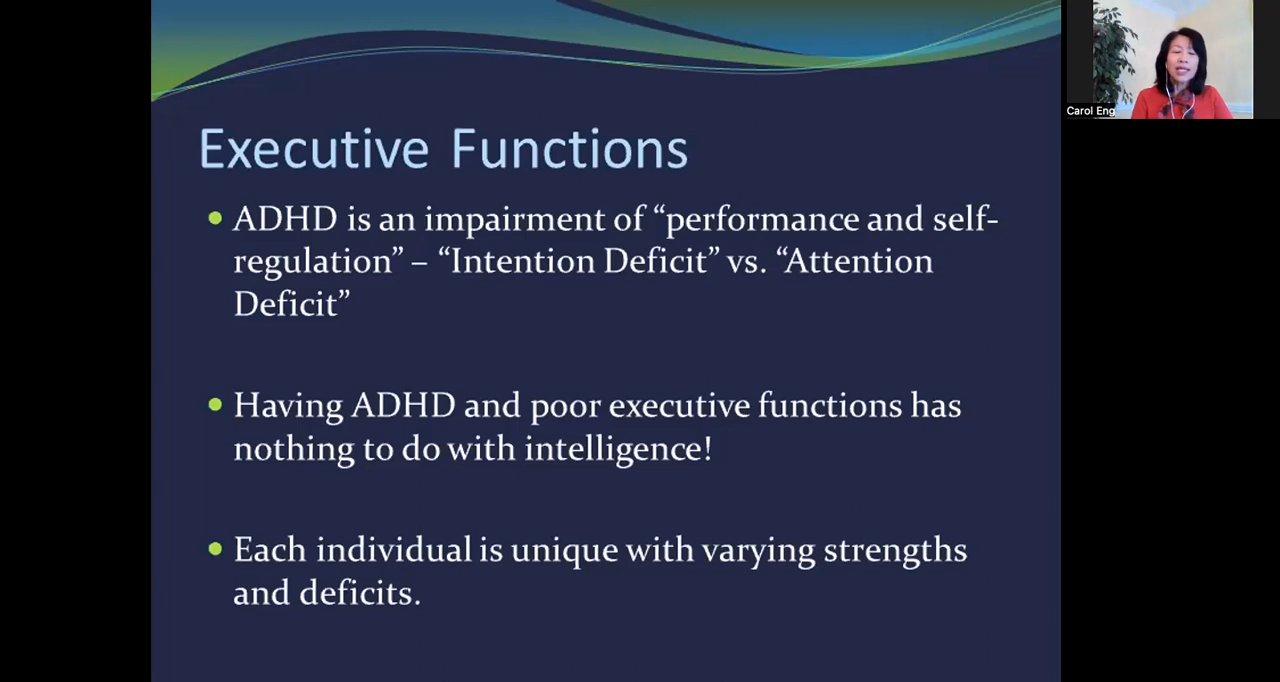 Executive Functions
• ADHD is an impairment of “performance and self-
regulation” – “Intention Deficit” vs. “Attention
Deficit”
• Having ADHD and poor executive functions has
nothing to do with intelligence!
• Each individual is unique with varying strengths
and deficits.
Carol Eng